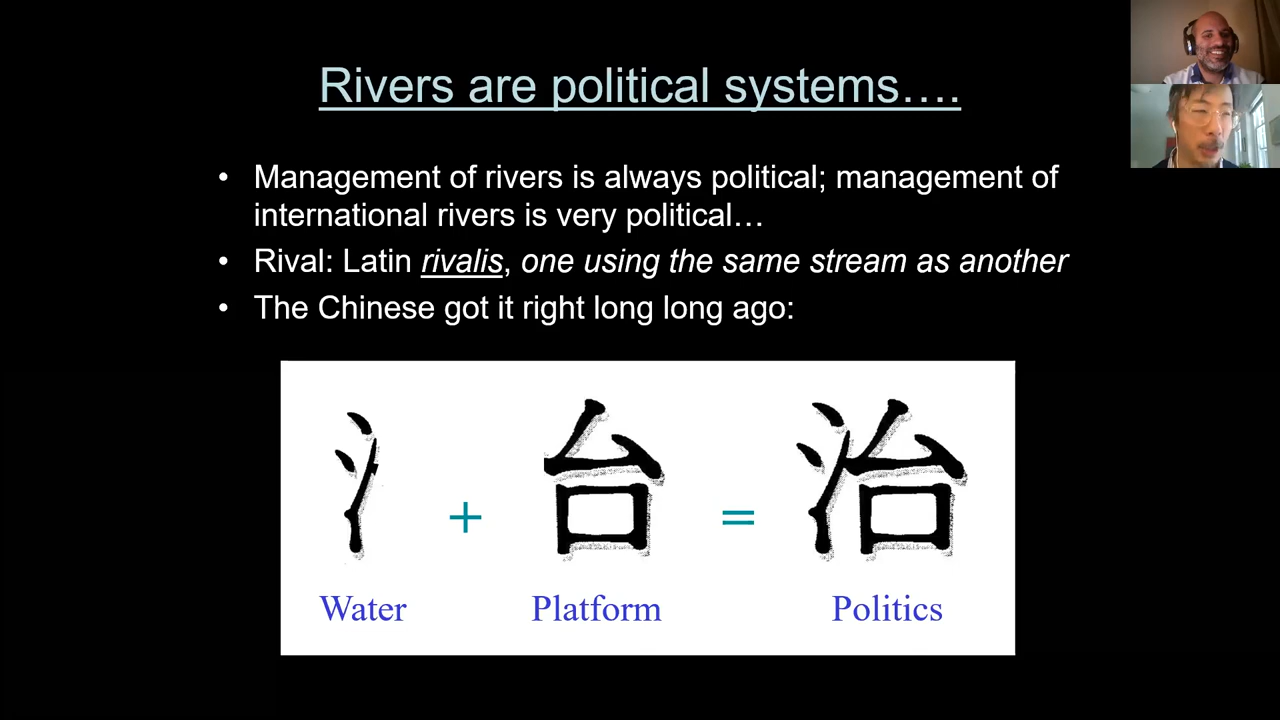 Rivers are political systems….
• Management of rivers is always political; management of
international rivers is very political…
• Rival: Latin rivalis, one using the same stream as another
• The Chinese got it right long long ago:
氵 + 台 = 治
Water Platform Politics